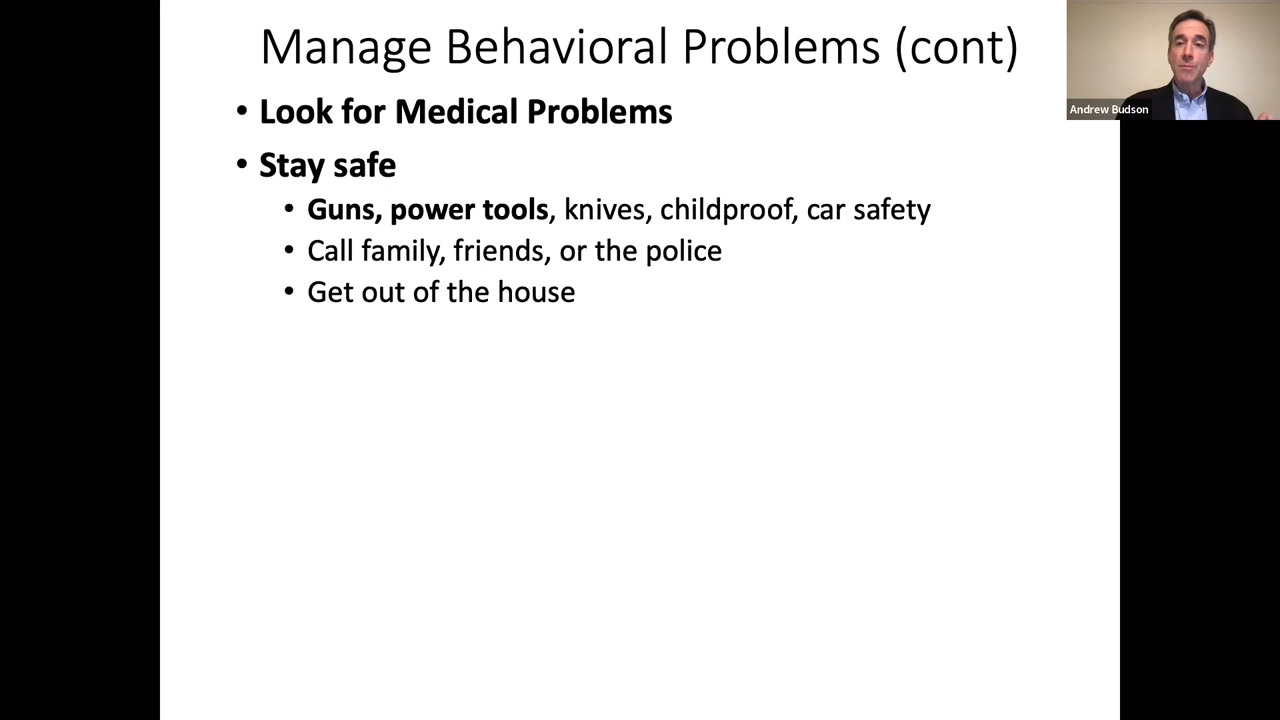 Manage Behavioral Problems (cont)
• Look for Medical Problems
• Stay safe
• Guns, power tools, knives, childproof, car safety
• Call family, friends, or the police
• Get out of the house
Andrew Budson